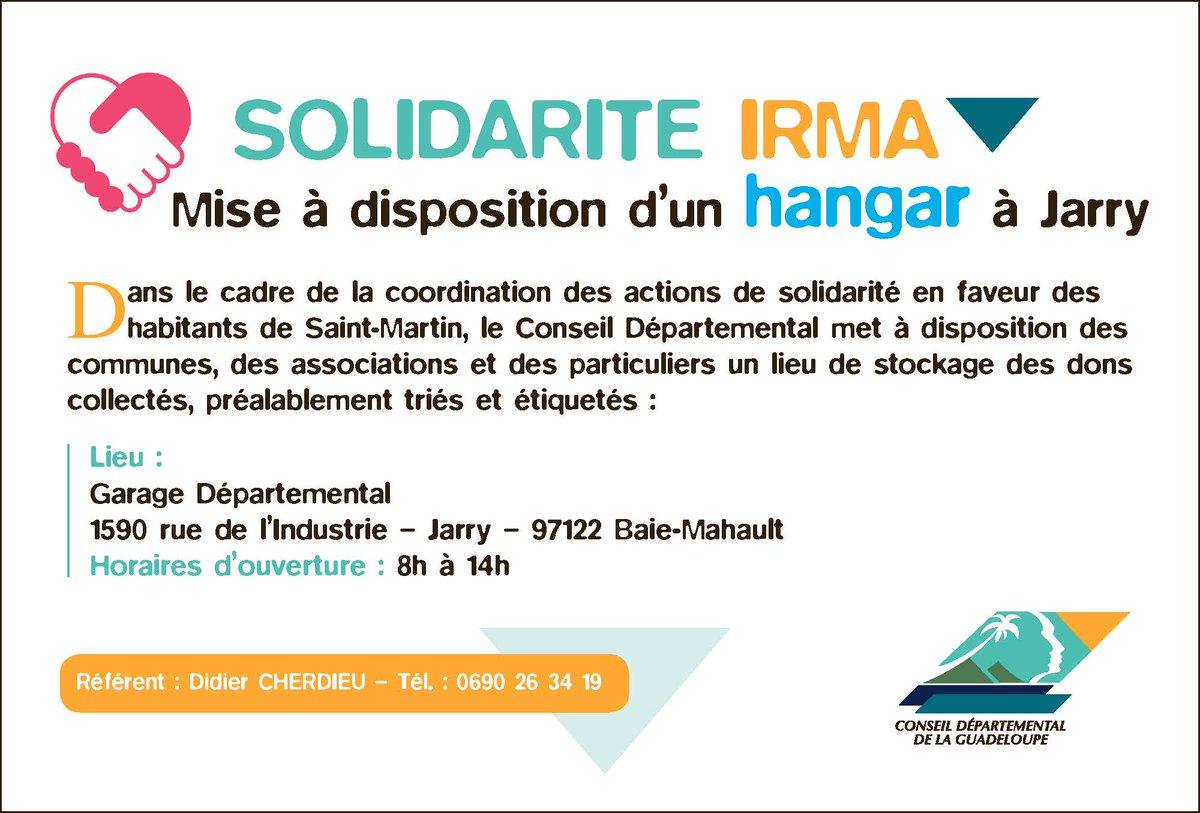 SOLIDARITE IRMA
Mise à disposition d'un hangar à Jarry
Dans le cadre de la coordination des actions de solidarité en faveur des
habitants de Saint-Martin, le Conseil Départemental met à disposition des
communes, des associations et des particuliers un lieu de stockage des dons
collectés, préalablement triés et étiquetés :
Lieu :
Garage Départemental
1590 rue de l'Industrie – Jarry – 97122 Baie-Mahault
Horaires d'ouverture : 8h à 14h
Référent : Didier CHERDIEU – Tél. : 0690 26 34 19
CONSEIL DÉPARTEMENTAL
DE LA GUADELOUPE